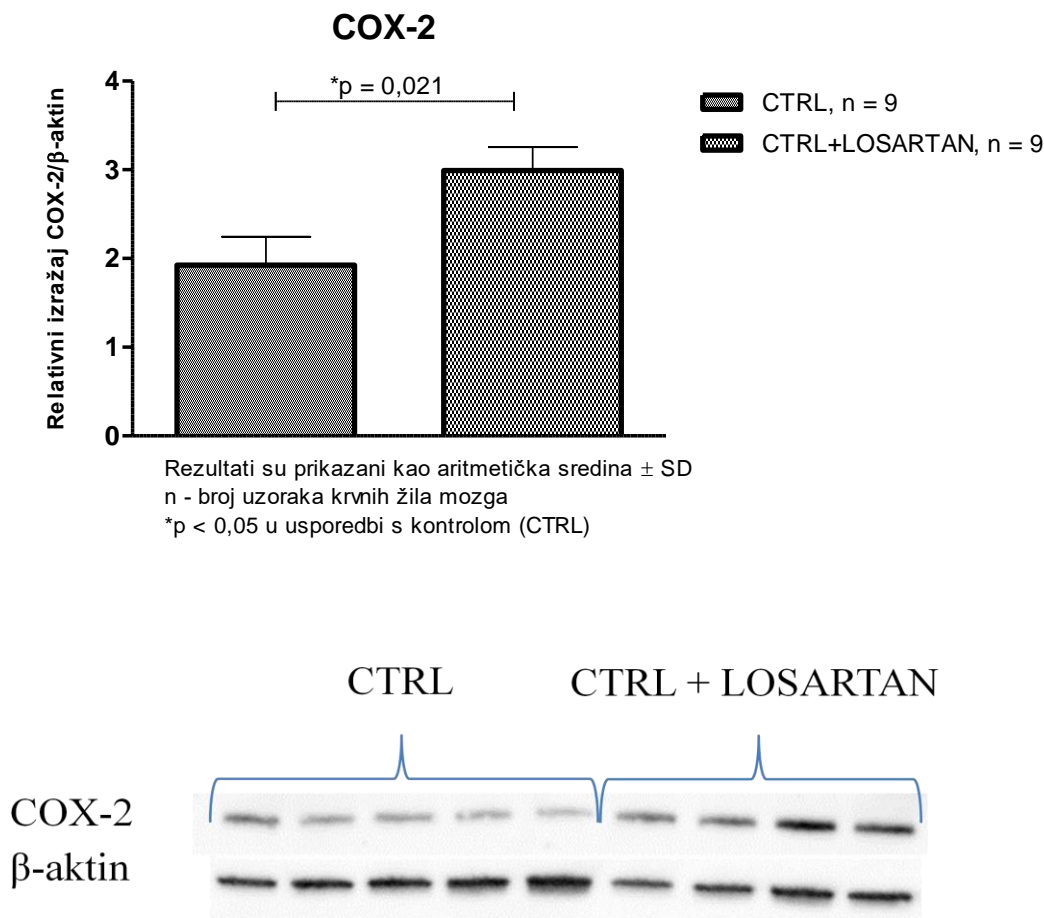 COX-2
*p = 0,021
4
3
2
1
0
Relativni izražaj COX-2/β-aktin
CTRL, n = 9
CTRL+LOSARTAN, n = 9
Rezultati su prikazani kao aritmetička sredina ± SD
n - broj uzoraka krvnih žila mozga
*p < 0,05 u usporedbi s kontrolom (CTRL)
CTRL
CTRL + LOSARTAN
COX-2
β-aktin